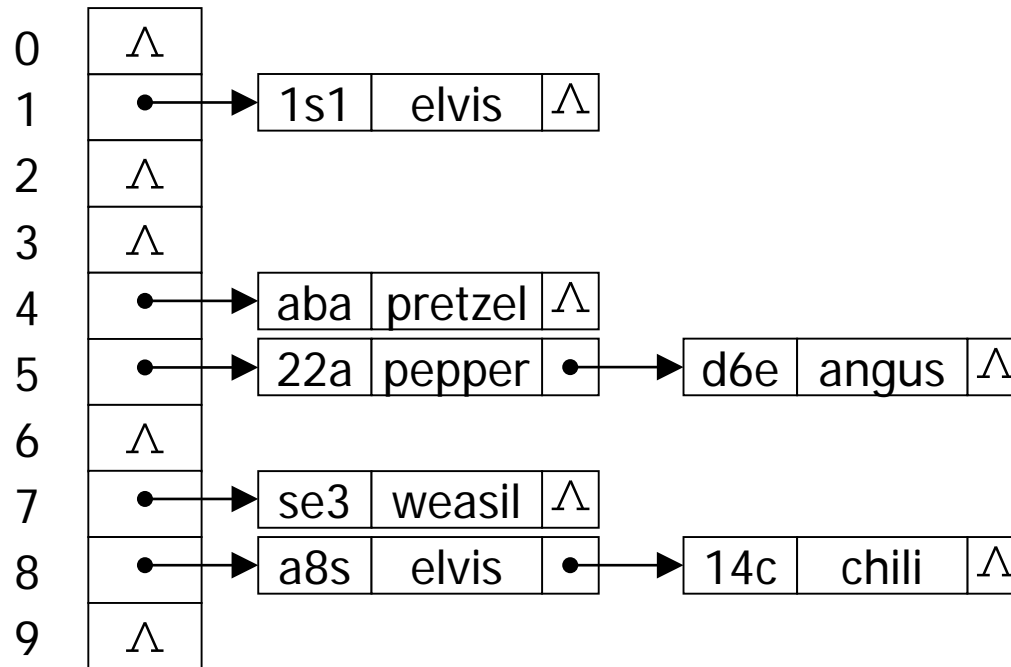 0 Λ
1 1s1 elvis Λ
2 Λ
3 Λ
4 aba pretzel Λ
5 22a pepper d6e angus Λ
6 Λ
7 se3 weasil Λ
8 a8s elvis 14c chili Λ
9 Λ